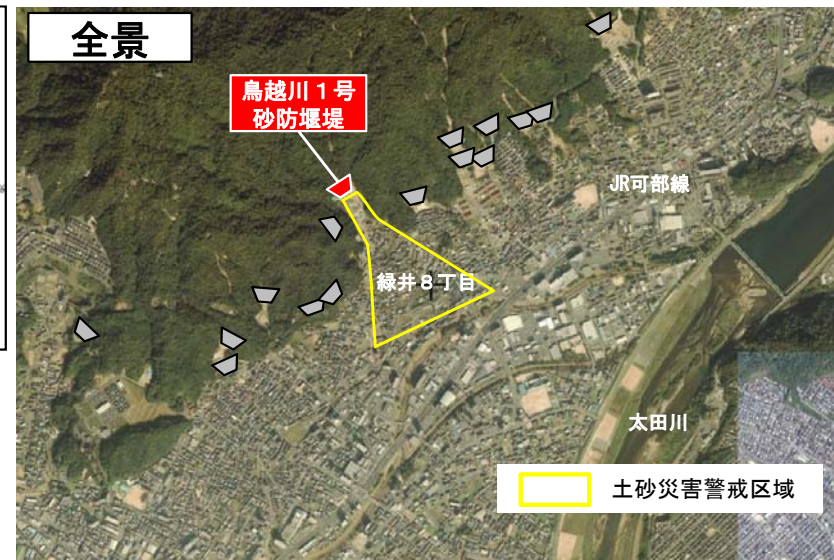 全景
鳥越川１号
砂防堰堤
JR可部線
緑井８丁目
太田川
土砂災害警戒区域